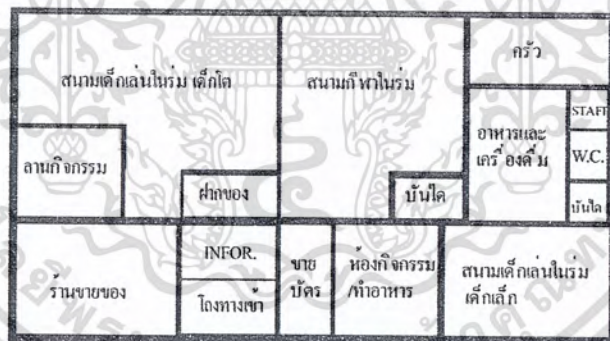 สนามเด็กเล่นในร่ม เด็กโต
สนามกีฬาในร่ม
ครัว
อาหารและ
เครื่องดื่ม
STAFF
W.C.
บันได
ลานกิจกรรม
ฝากของ
บันได
ร้านขายของ
INFOR.
โถงทางเข้า
ขาย
บัตร
ห้องกิจกรรม
/ทำอาหาร
สนามเด็กเล่นในร่ม
เด็กเล็ก